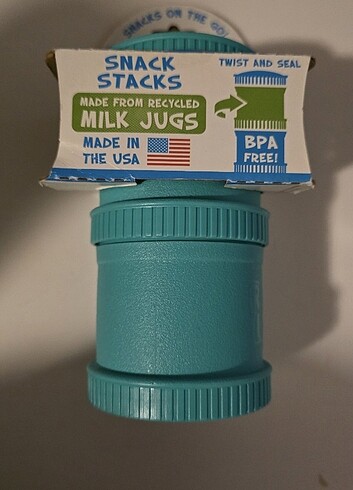 SNACKS ON THE GO!
SNACK
STACKS
TWIST AND SEAL
MADE FROM RECYCLED
MILK JUGS
MADE IN
THE USA
BPA
FREE!